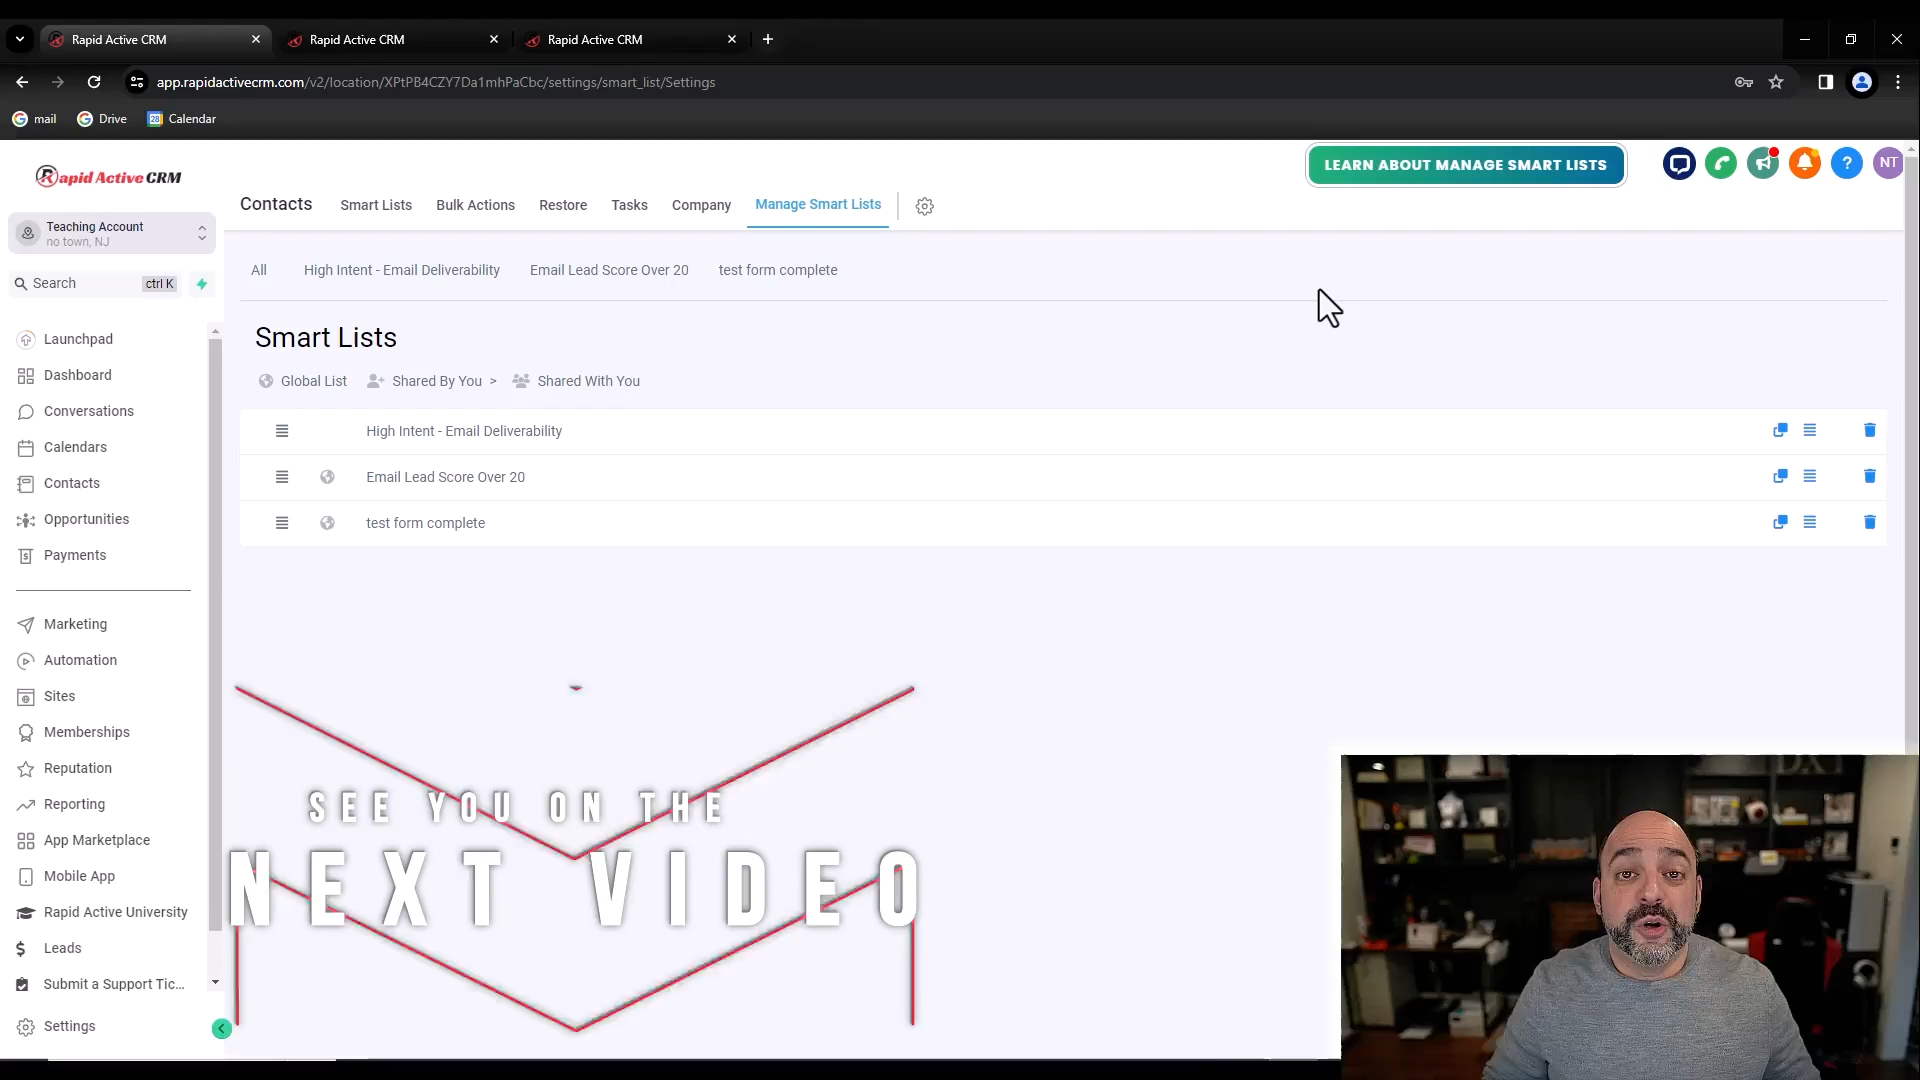 Rapid Active CRM
Rapid Active CRM
Rapid Active CRM
app.rapidactivecrm.com/v2/location/XPtPB4CZY7Da1mhPaCbc/settings/smart_list/Settings
mail
Drive
28
Calendar
Rapid Active CRM
LEARN ABOUT MANAGE SMART LISTS
?
NT
Contacts
Smart Lists
Bulk Actions
Restore
Tasks
Company
Manage Smart Lists
Teaching Account
no town, NJ
Search
ctrl K
All
High Intent - Email Deliverability
Email Lead Score Over 20
test form complete
Smart Lists
Global List
Shared By You >
Shared With You
High Intent - Email Deliverability
Email Lead Score Over 20
test form complete
Launchpad
Dashboard
Conversations
Calendars
Contacts
Opportunities
Payments
Marketing
Automation
Sites
Memberships
Reputation
Reporting
App Marketplace
Mobile App
Rapid Active University
Leads
Submit a Support Tic...
Settings
SEE YOU ON THE
NEXT VIDEO